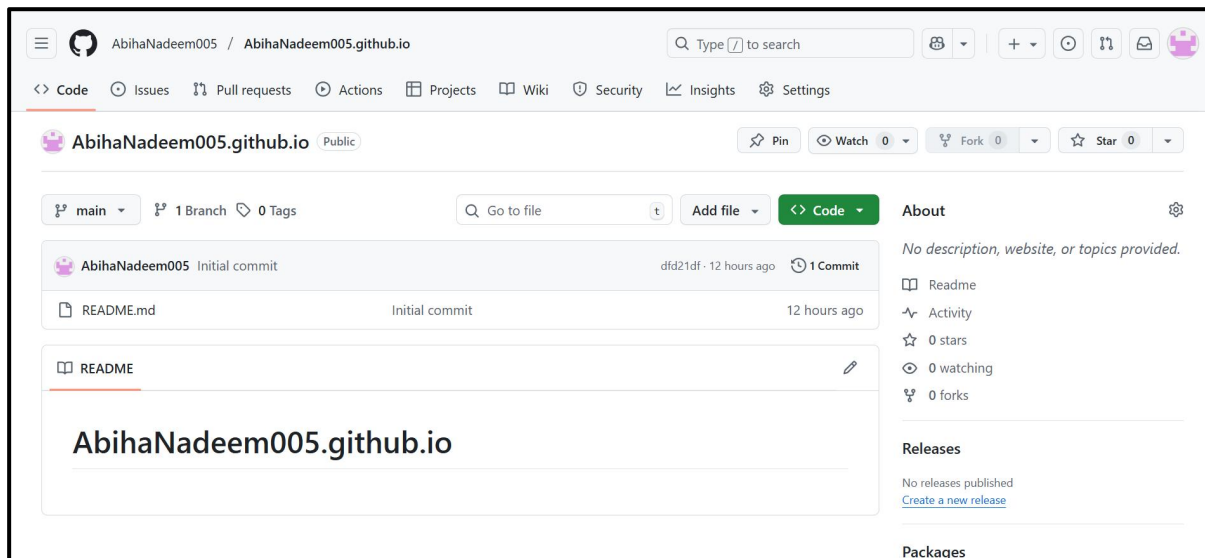 AbihaNadeem005 / AbihaNadeem005.github.io
Type / to search
Code Issues Pull requests Actions Projects Wiki Security Insights Settings
AbihaNadeem005.github.io Public
Pin Watch 0 Fork 0 Star 0
main 1 Branch 0 Tags Go to file t Add file Code
About
No description, website, or topics provided.
AbihaNadeem005 Initial commit dfd21df · 12 hours ago 1 Commit
README.md Initial commit 12 hours ago
README
AbihaNadeem005.github.io
Readme
Activity
0 stars
0 watching
0 forks
Releases
No releases published
Create a new release
Packages